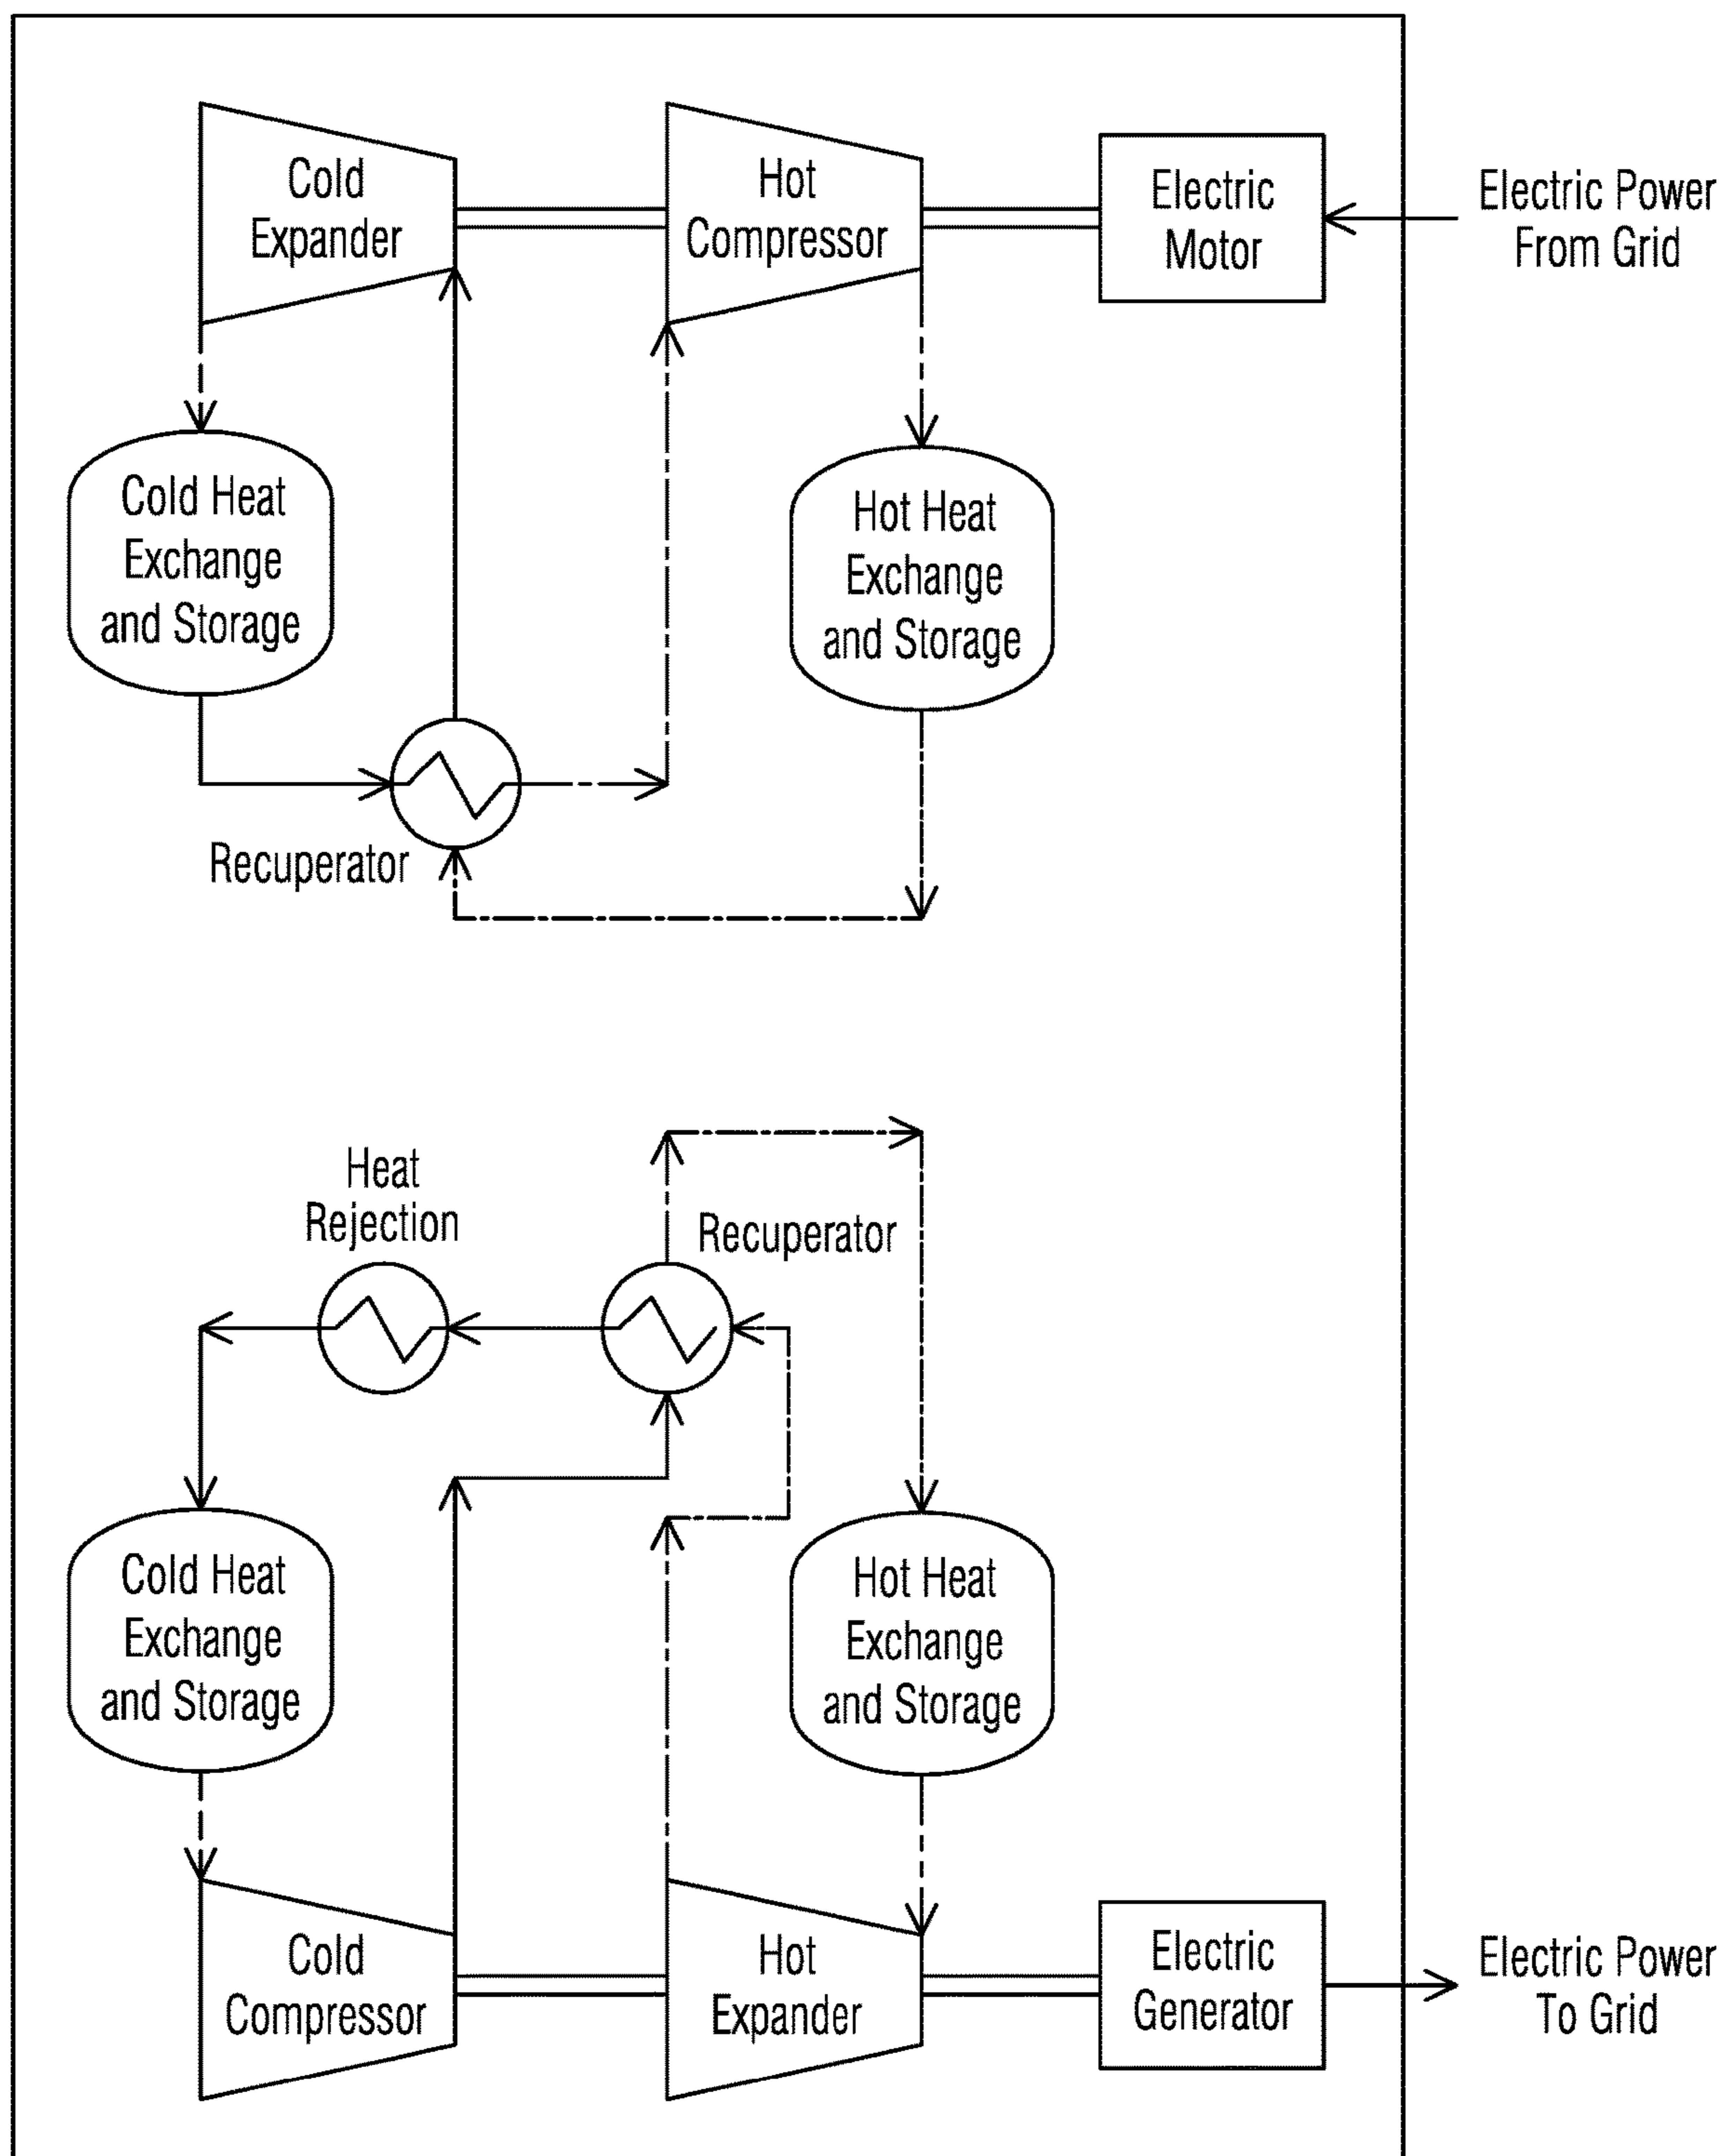 Cold
Expander
Hot
Compressor
Electric
Motor
Electric Power
From Grid
Cold Heat
Exchange
and Storage
Hot Heat
Exchange
and Storage
Recuperator
Heat
Rejection
Recuperator
Cold Heat
Exchange
and Storage
Hot Heat
Exchange
and Storage
Cold
Compressor
Hot
Expander
Electric
Generator
Electric Power
To Grid